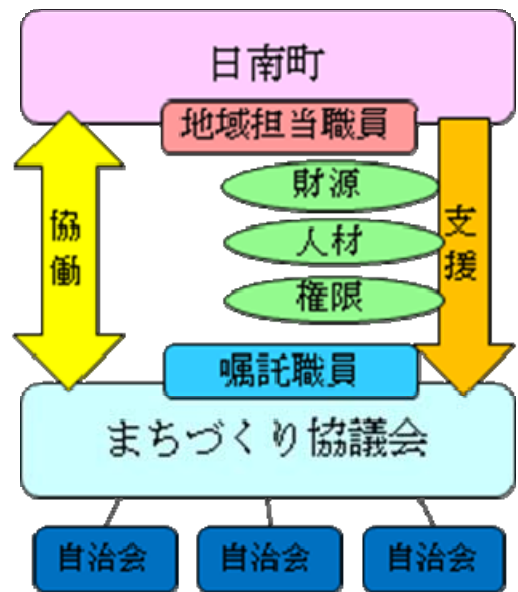 日南町
地域担当職員
財源
人材
権限
協働
支援
嘱託職員
まちづくり協議会
自治会
自治会
自治会